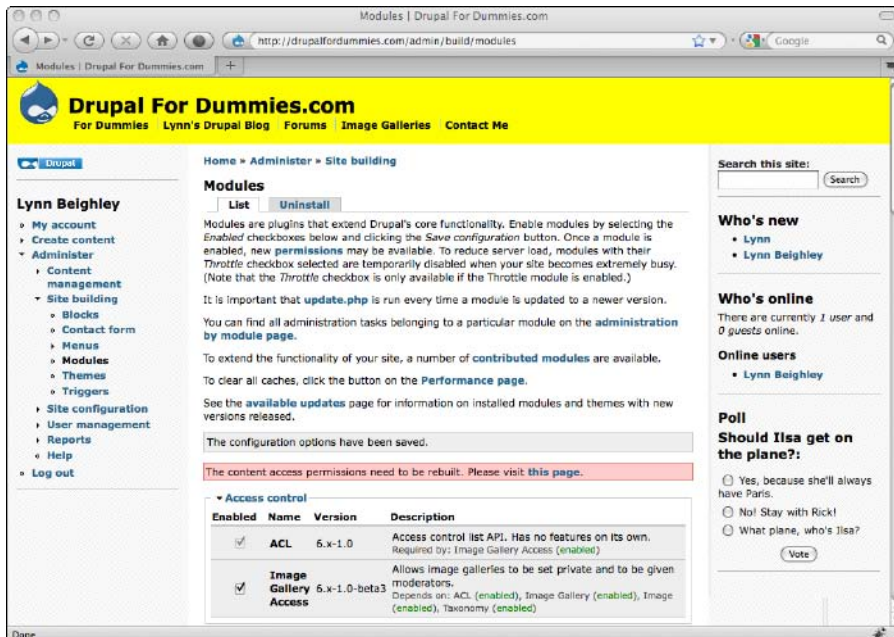 Modules | Drupal For Dummies.com
http://drupalfordummies.com/admin/build/modules
Google
Modules | Drupal For Dummies.com
Drupal For Dummies.com
For Dummies Lynn's Drupal Blog Forums Image Galleries Contact Me
Drupal
Lynn Beighley
My account
Create content
Administer
Content
management
Site building
Blocks
Contact form
Menus
Modules
Themes
Triggers
Site configuration
User management
Reports
Help
Log out
Home » Administer » Site building
Modules
List Uninstall
Modules are plugins that extend Drupal's core functionality. Enable modules by selecting the
Enabled checkboxes below and clicking the Save configuration button. Once a module is
enabled, new permissions may be available. To reduce server load, modules with their
Throttle checkbox selected are temporarily disabled when your site becomes extremely busy.
(Note that the Throttle checkbox is only available if the Throttle module is enabled.)
It is important that update.php is run every time a module is updated to a newer version.
You can find all administration tasks belonging to a particular module on the administration
by module page.
To extend the functionality of your site, a number of contributed modules are available.
To clear all caches, click the button on the Performance page.
See the available updates page for information on installed modules and themes with new
versions released.
The configuration options have been saved.
The content access permissions need to be rebuilt. Please visit this page.
Access control
Enabled Name Version Description
ACL 6.x-1.0 Access control list API. Has no features on its own.
Required by: Image Gallery Access (enabled)
Image Gallery Access 6.x-1.0-beta3 Allows image galleries to be set private and to be given
moderators.
Depends on: ACL (enabled), Image Gallery (enabled), Image
(enabled), Taxonomy (enabled)
Search this site:
Search
Who's new
Lynn
Lynn Beighley
Who's online
There are currently 1 user and
0 guests online.
Online users
Lynn Beighley
Poll
Should Ilsa get on
the plane?:
Yes, because she'll always
have Paris.
No! Stay with Rick!
What plane, who's Ilsa?
Vote
Done